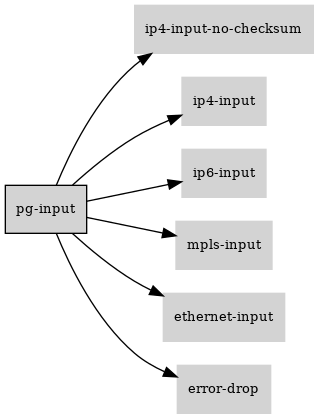 ip4-input-no-checksum
ip4-input
ip6-input
pg-input
mpls-input
ethernet-input
error-drop